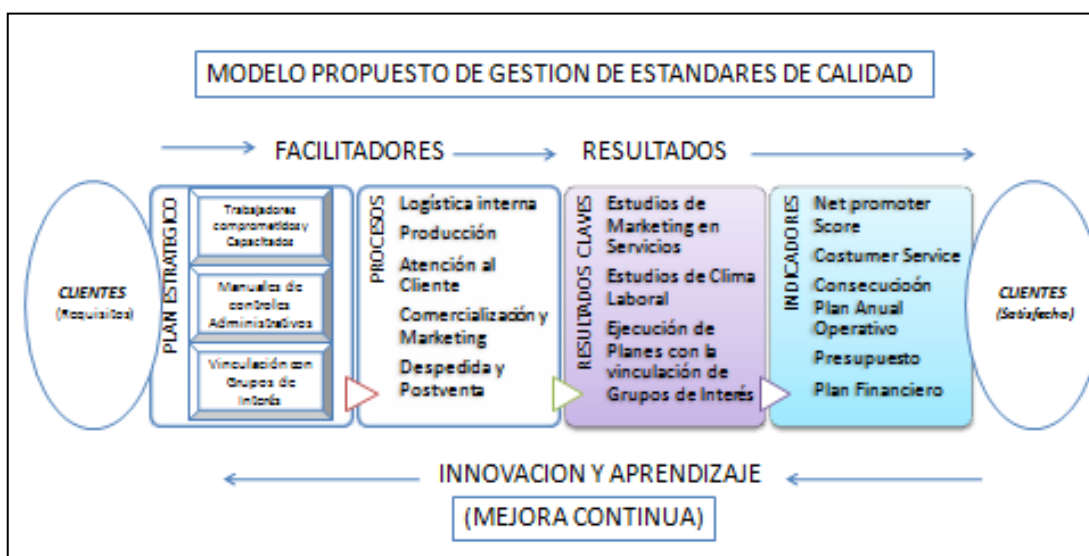 MODELO PROPUESTO DE GESTION DE ESTANDARES DE CALIDAD
FACILITADORES
RESULTADOS
CLIENTES
(Requisitos)
PLAN ESTRATEGICO
Trabajadores
comprometidos y
Capacitados
Manuales de
controles
Administrativos
Vinculación con
Grupos de
Interés
PROCESOS
Logística interna
Producción
Atención al
Cliente
Comercialización y
Marketing
Despedida y
Postventa
RESULTADOS CLAVES
Estudios de
Marketing en
Servicios
Estudios de Clima
Laboral
Ejecución de
Planes con la
vinculación de
Grupos de Interés
INDICADORES
Net promoter
Score
Costumer Service
Consecucioón
Plan Anual
Operativo
Presupuesto
Plan Financiero
CLIENTES
(Satisfecho)
INNOVACION Y APRENDIZAJE
(MEJORA CONTINUA)